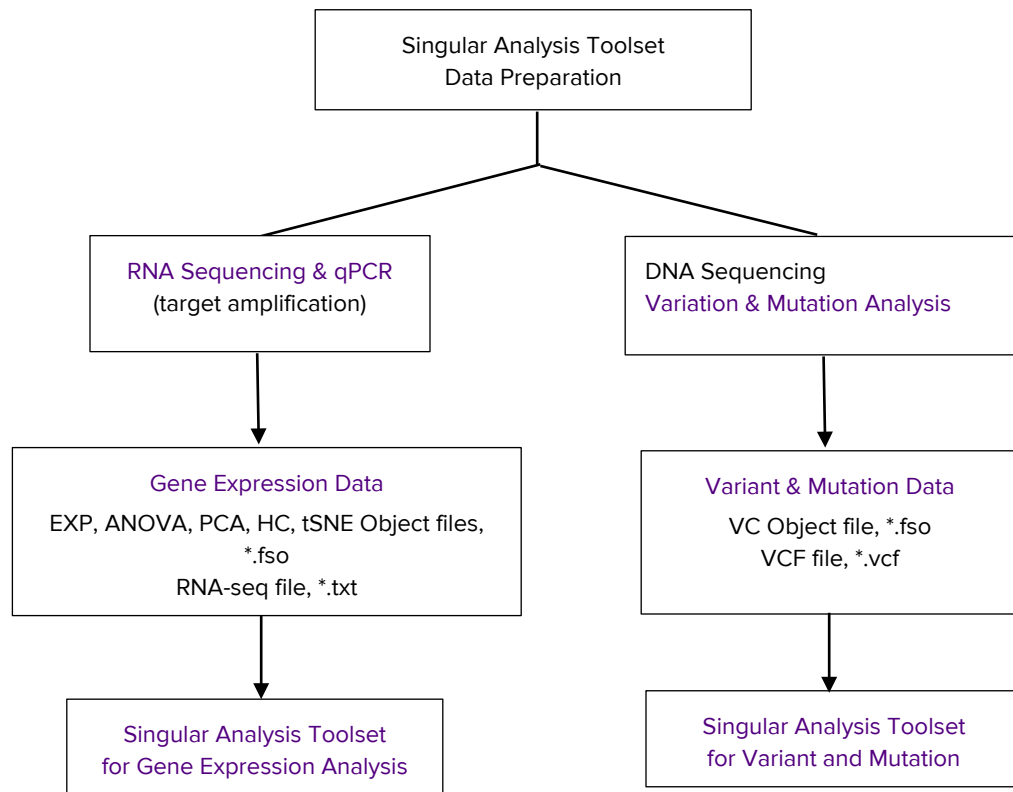 Singular Analysis Toolset
Data Preparation
RNA Sequencing & qPCR
(target amplification)
DNA Sequencing
Variation & Mutation Analysis
Gene Expression Data
EXP, ANOVA, PCA, HC, tSNE Object files,
*.fso
RNA-seq file, *.txt
Variant & Mutation Data
VC Object file, *.fso
VCF file, *.vcf
Singular Analysis Toolset
for Gene Expression Analysis
Singular Analysis Toolset
for Variant and Mutation